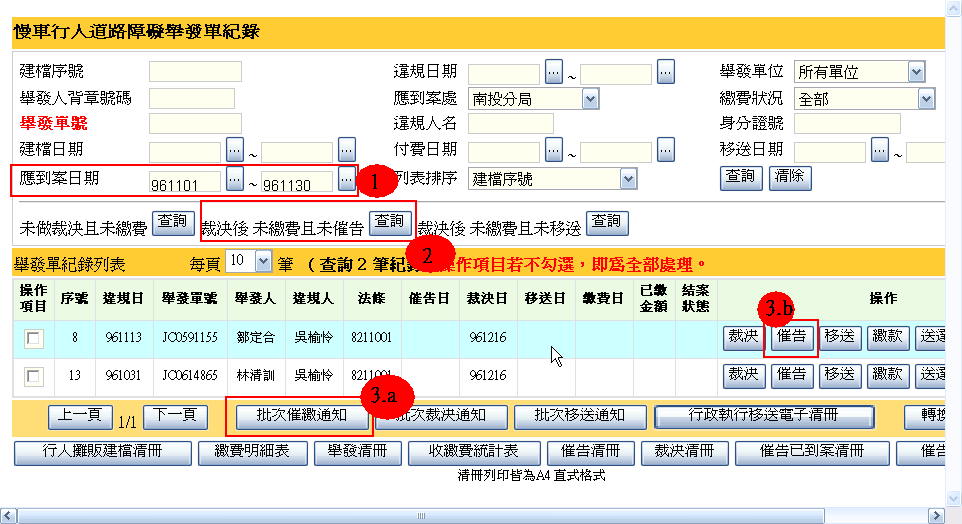 慢車行人道路障礙舉發單紀錄
建檔序號 違規日期 ... ~ ... 舉發單位 所有單位
舉發人背章號碼 應到案處 南投分局 繳費狀況 全部
舉發單號 違規人名 身分證號
建檔日期 ... ~ ... 付費日期 ... ~ ... 移送日期 ... ~
應到案日期 961101 ... ~ 961130 ... 1 列表排序 建檔序號 查詢 清除
未做裁決且未繳費 查詢 裁決後 未繳費且未催告 查詢 裁決後 未繳費且未移送 查詢
舉發單紀錄列表 每頁 10 筆 ( 查詢 2 筆紀錄 2 操作項目若不勾選，即為全部處理。
操作項目 序號 違規日 舉發單號 舉發人 違規人 法條 催告日 裁決日 移送日 繳費日 已繳金額 結案狀態 操作
3.b
8 961113 JC0591155 鄒定合 吳榆怜 8211001 961216 裁決 催告 移送 繳款
13 961031 JC0614865 林清訓 吳榆怜 8211001 961216 裁決 催告 移送 繳款
3.a
上一頁 1/1 下一頁 批次催繳通知 批次裁決通知 批次移送通知 行政執行移送電子清冊 轉換
行人攤販建檔清冊 繳費明細表 舉發清冊 收繳費統計表 催告清冊 裁決清冊 催告已到案清冊 催告
清冊列印皆為A4 直式格式